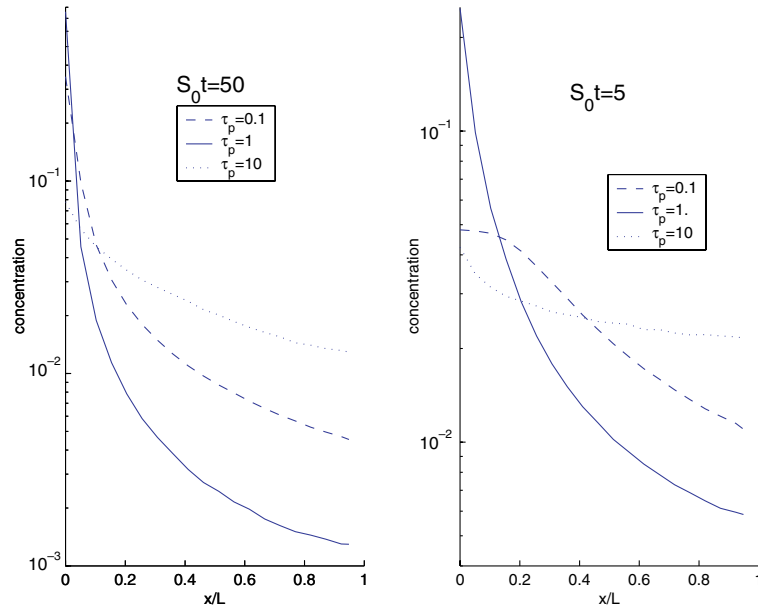 S₀t=50
τₚ=0.1
τₚ=1
τₚ=10
concentration
10⁻¹
10⁻²
10⁻³
0
0.2
0.4
0.6
0.8
1
x/L
S₀t=5
τₚ=0.1
τₚ=1.
τₚ=10
concentration
10⁻¹
10⁻²
0
0.2
0.4
0.6
0.8
1
x/L